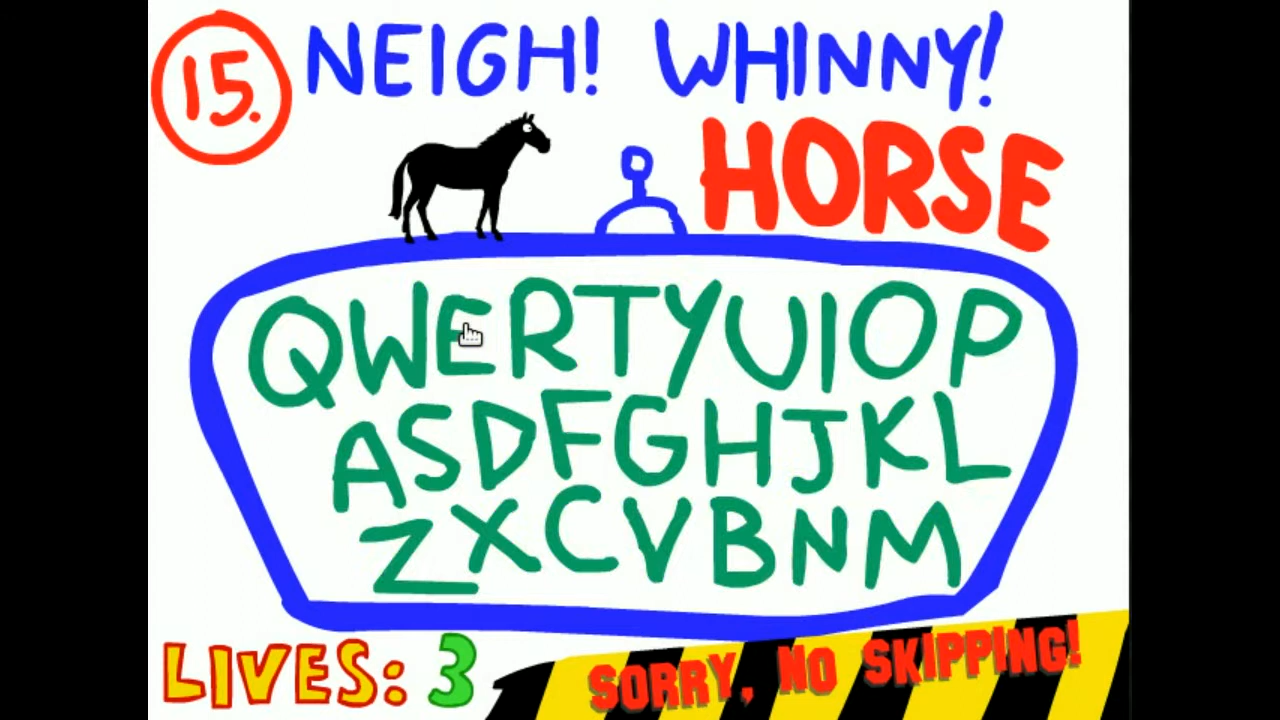 15. NEIGH! WHINNY!
HORSE
QWERTYUIOP
ASDFGHJKL
ZXCVBNM
LIVES: 3
SORRY, NO SKIPPING!